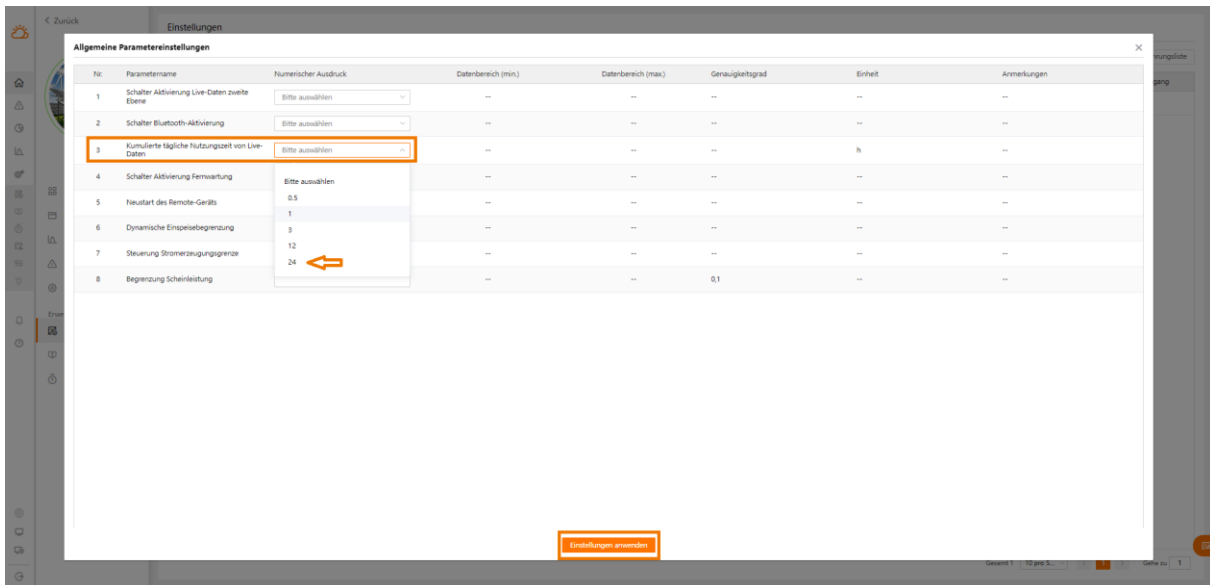 < Zurück
Einstellungen
Allgemeine Parametereinstellungen
Nr. Parametername Numerischer Ausdruck Datenbereich (min.) Datenbereich (max.) Genauigkeitsgrad Einheit Anmerkungen
1 Schalter Aktivierung Live-Daten zweite Ebene Bitte auswählen -- -- -- -- --
2 Schalter Bluetooth-Aktivierung Bitte auswählen -- -- -- -- --
3 Kumulierte tägliche Nutzungszeit von Live-Daten Bitte auswählen -- -- -- h --
4 Schalter Aktivierung Fernwartung -- -- -- -- --
5 Neustart des Remote-Geräts -- -- -- -- --
6 Dynamische Einspeisebegrenzung -- -- -- -- --
7 Steuerung Stromerzeugungsgrenze -- -- -- -- --
8 Begrenzung Scheinleistung -- -- 0,1 -- --
Bitte auswählen
0.5
1
3
12
24
Einstellungen anwenden
Gesamt 1 10 pro S... 1 Gehe zu 1